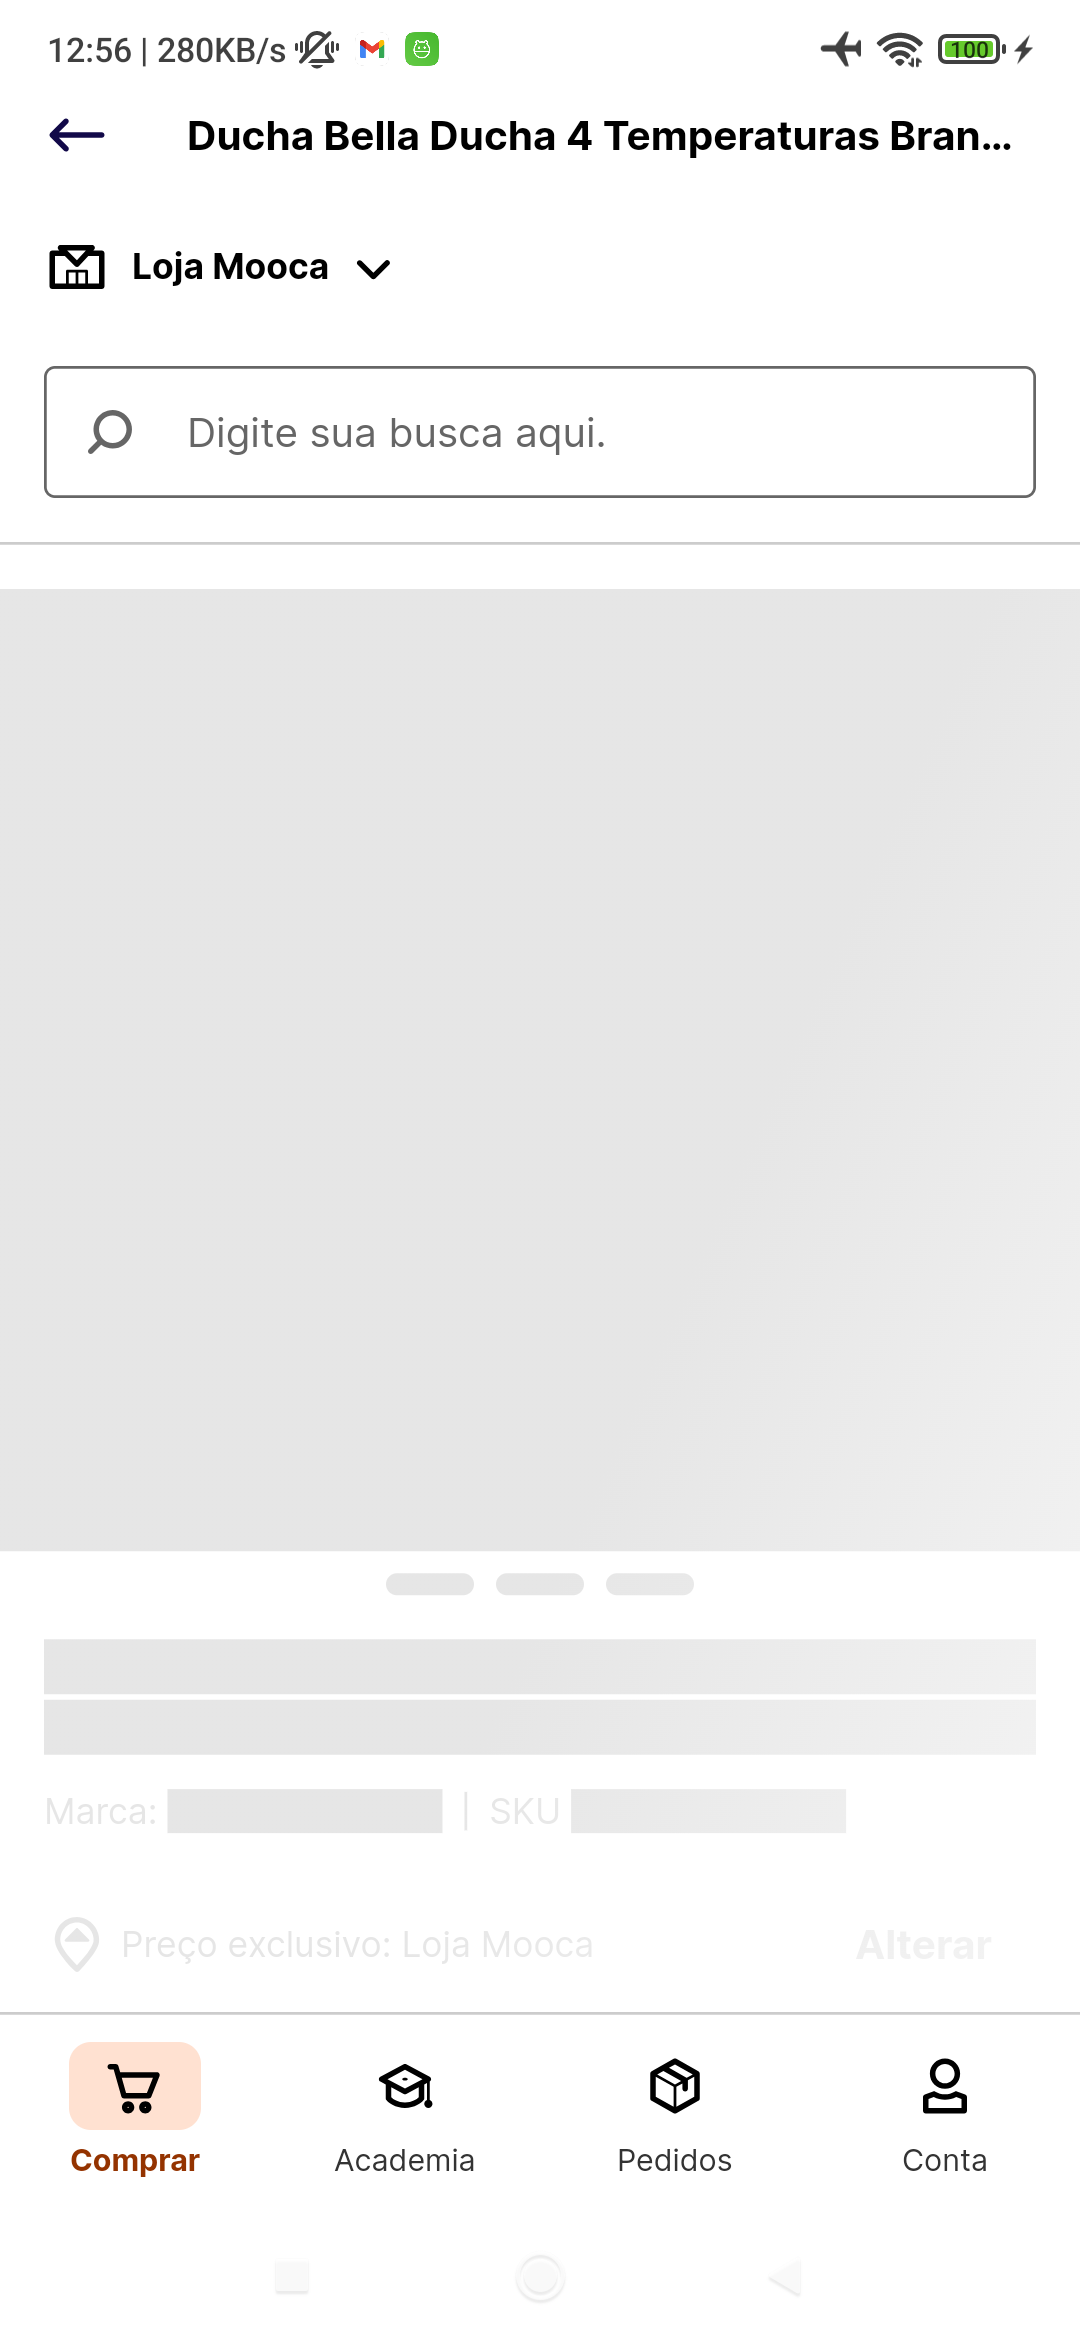 12:56 | 280KB/s
100
Ducha Bella Ducha 4 Temperaturas Bran...
Loja Mooca
Digite sua busca aqui.
Marca: | SKU
Preço exclusivo: Loja Mooca Alterar
Comprar Academia Pedidos Conta